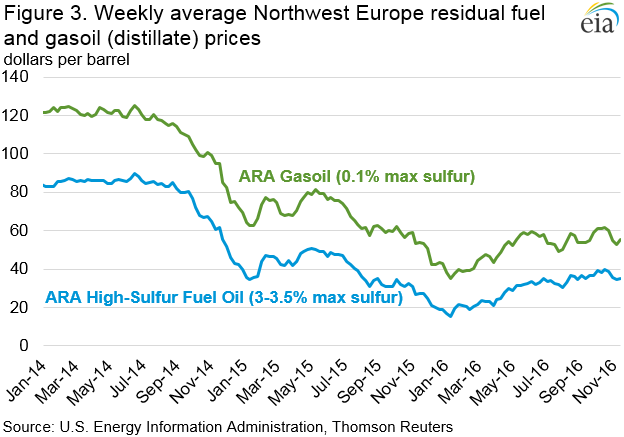 Figure 3. Weekly average Northwest Europe residual fuel
and gasoil (distillate) prices
eia
dollars per barrel
140
120
100
80
60
40
20
0
ARA Gasoil (0.1% max sulfur)
ARA High-Sulfur Fuel Oil (3-3.5% max sulfur)
Jan-14
Mar-14
May-14
Jul-14
Sep-14
Nov-14
Jan-15
Mar-15
May-15
Jul-15
Sep-15
Nov-15
Jan-16
Mar-16
May-16
Jul-16
Sep-16
Nov-16
Source: U.S. Energy Information Administration, Thomson Reuters